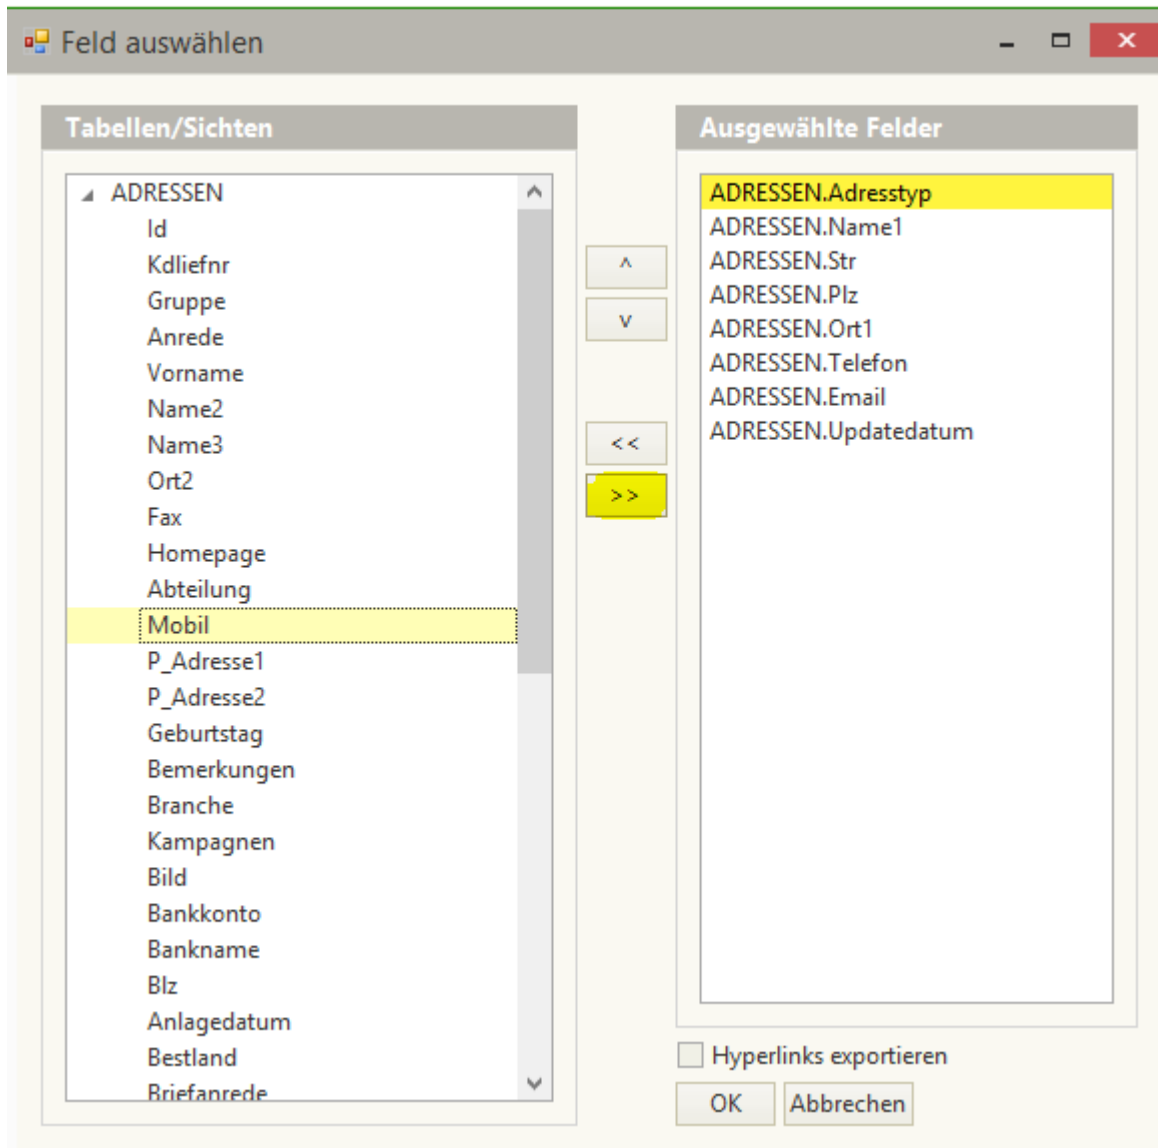 Feld auswählen
Tabellen/Sichten
ADRESSEN
Id
Kdliefnr
Gruppe
Anrede
Vorname
Name2
Name3
Ort2
Fax
Homepage
Abteilung
Mobil
P_Adresse1
P_Adresse2
Geburtstag
Bemerkungen
Branche
Kampagnen
Bild
Bankkonto
Bankname
Blz
Anlagedatum
Bestland
Briefanrede
^
v
<<
>>
Ausgewählte Felder
ADRESSEN.Adresstyp
ADRESSEN.Name1
ADRESSEN.Str
ADRESSEN.Plz
ADRESSEN.Ort1
ADRESSEN.Telefon
ADRESSEN.Email
ADRESSEN.Updatedatum
Hyperlinks exportieren
OK Abbrechen